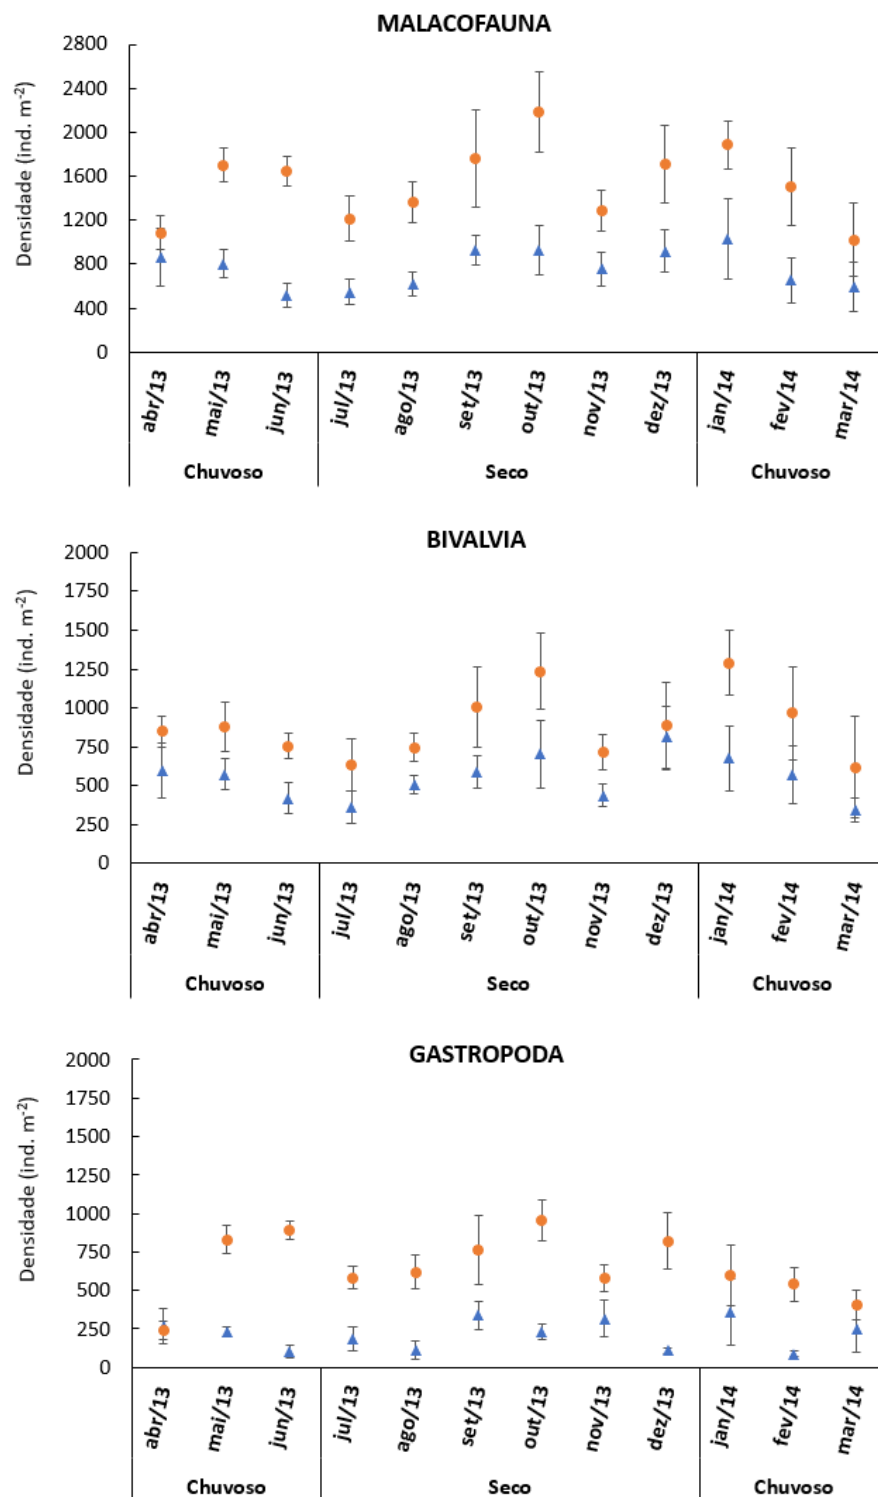 MALACOFAUNA
Densidade (ind. m-2)
2800
2400
2000
1600
1200
800
400
0
abr/13 mai/13 jun/13 jul/13 ago/13 set/13 out/13 nov/13 dez/13 jan/14 fev/14 mar/14
Chuvoso Seco Chuvoso
BIVALVIA
Densidade (ind. m-2)
2000
1750
1500
1250
1000
750
500
250
0
abr/13 mai/13 jun/13 jul/13 ago/13 set/13 out/13 nov/13 dez/13 jan/14 fev/14 mar/14
Chuvoso Seco Chuvoso
GASTROPODA
Densidade (ind. m-2)
2000
1750
1500
1250
1000
750
500
250
0
abr/13 mai/13 jun/13 jul/13 ago/13 set/13 out/13 nov/13 dez/13 jan/14 fev/14 mar/14
Chuvoso Seco Chuvoso